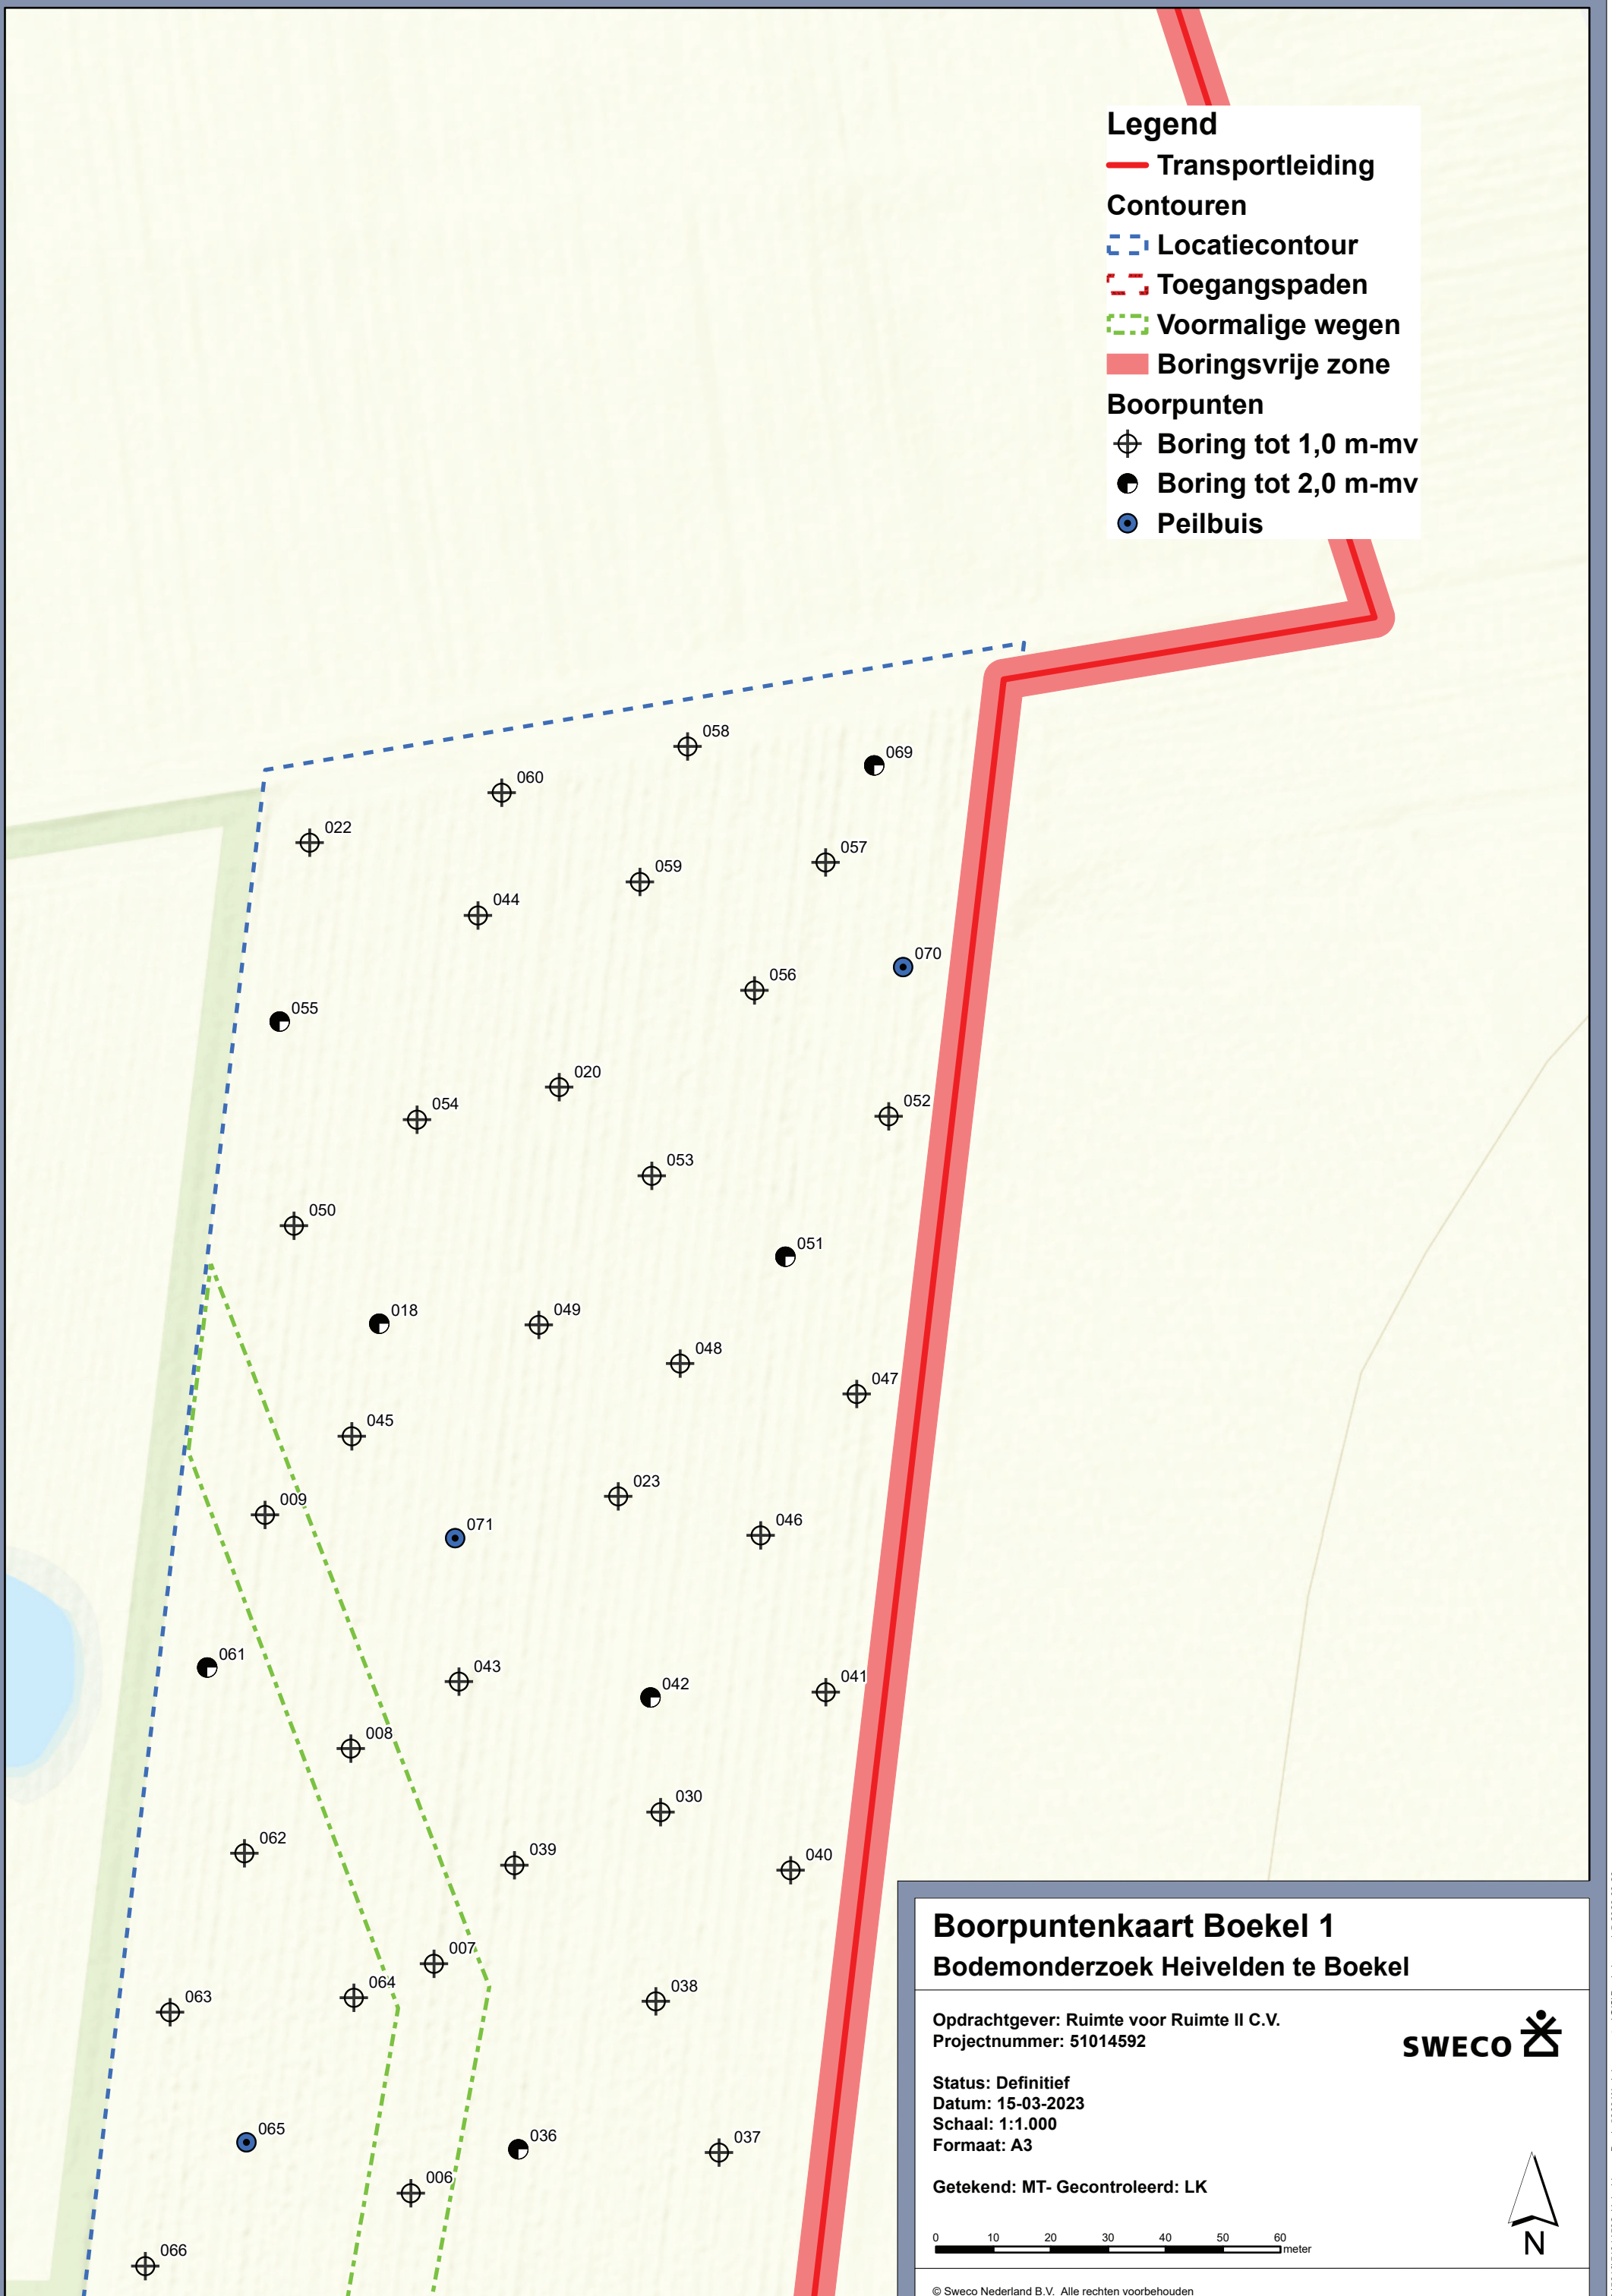 Legend
Transportleiding
Contouren
Locatiecontour
Toegangspaden
Voormalige wegen
Boringsvrije zone
Boorpunten
Boring tot 1,0 m-mv
Boring tot 2,0 m-mv
Peilbuis
058
069
060
022
057
059
044
070
056
055
020
054
052
053
050
051
018
049
048
047
045
023
009
046
071
061
043
042
041
008
030
062
039
040
007
064
038
063
065
036
037
006
066
Boorpuntenkaart Boekel 1
Bodemonderzoek Heivelden te Boekel
Opdrachtgever: Ruimte voor Ruimte II C.V.
Projectnummer: 51014592
SWECO
Status: Definitief
Datum: 15-03-2023
Schaal: 1:1.000
Formaat: A3
Getekend: MT- Gecontroleerd: LK
0 10 20 30 40 50 60
meter
N
© Sweco Nederland B.V. Alle rechten voorbehouden